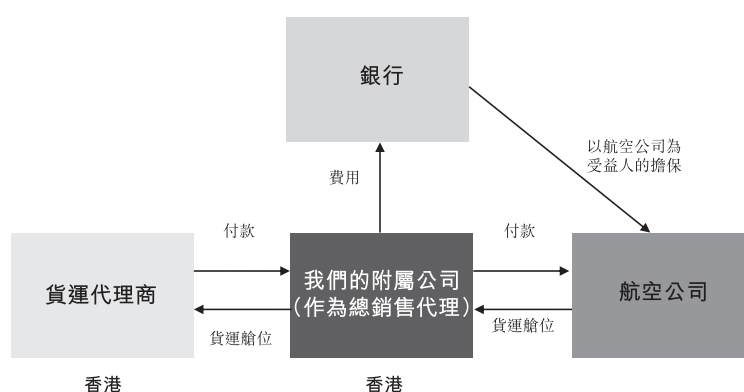 銀行
以航空公司為
受益人的擔保
費用
付款
付款
貨運代理商
我們的附屬公司
（作為總銷售代理）
航空公司
貨運艙位
貨運艙位
香港
香港